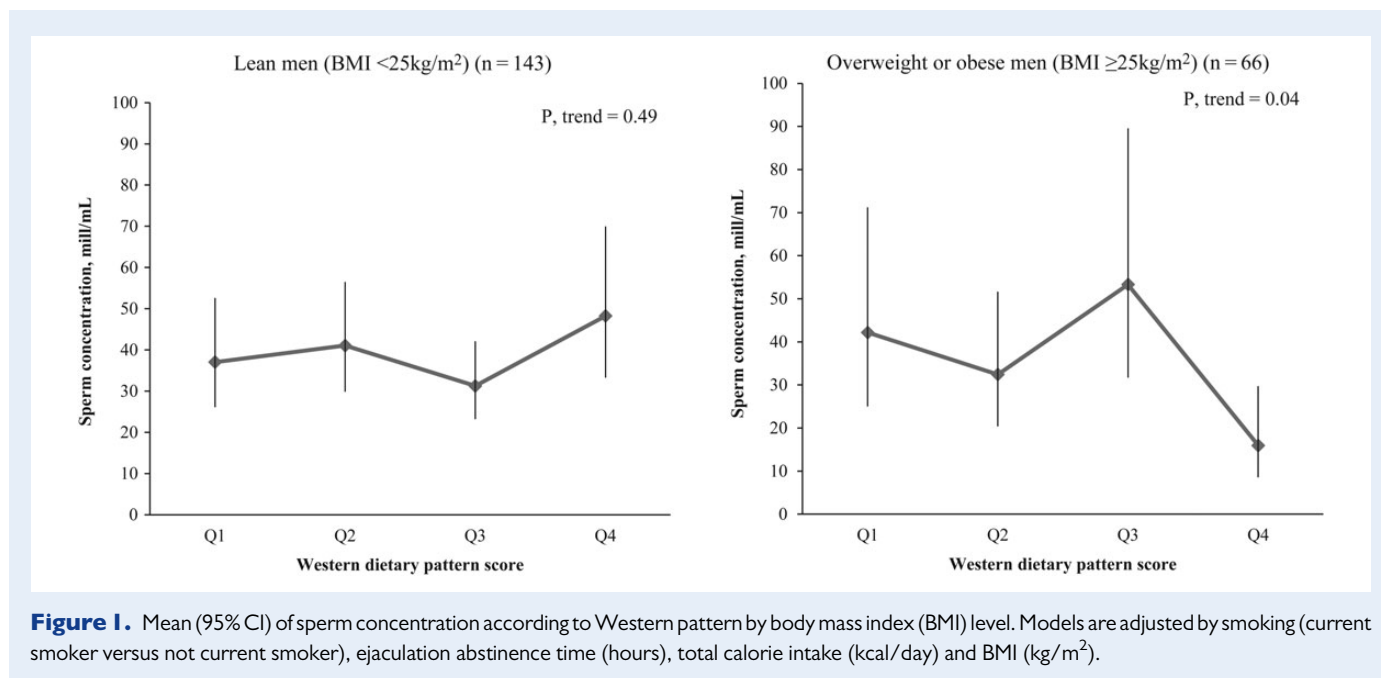 Lean men (BMI <25kg/m²) (n = 143)
P, trend = 0.49
100
90
80
70
60
50
40
30
20
10
0
Sperm concentration, mill/mL
Q1 Q2 Q3 Q4
Western dietary pattern score
Overweight or obese men (BMI ≥25kg/m²) (n = 66)
P, trend = 0.04
100
90
80
70
60
50
40
30
20
10
0
Sperm concentration, mill/mL
Q1 Q2 Q3 Q4
Western dietary pattern score
Figure 1. Mean (95% CI) of sperm concentration according to Western pattern by body mass index (BMI) level. Models are adjusted by smoking (current
smoker versus not current smoker), ejaculation abstinence time (hours), total calorie intake (kcal/day) and BMI (kg/m²).